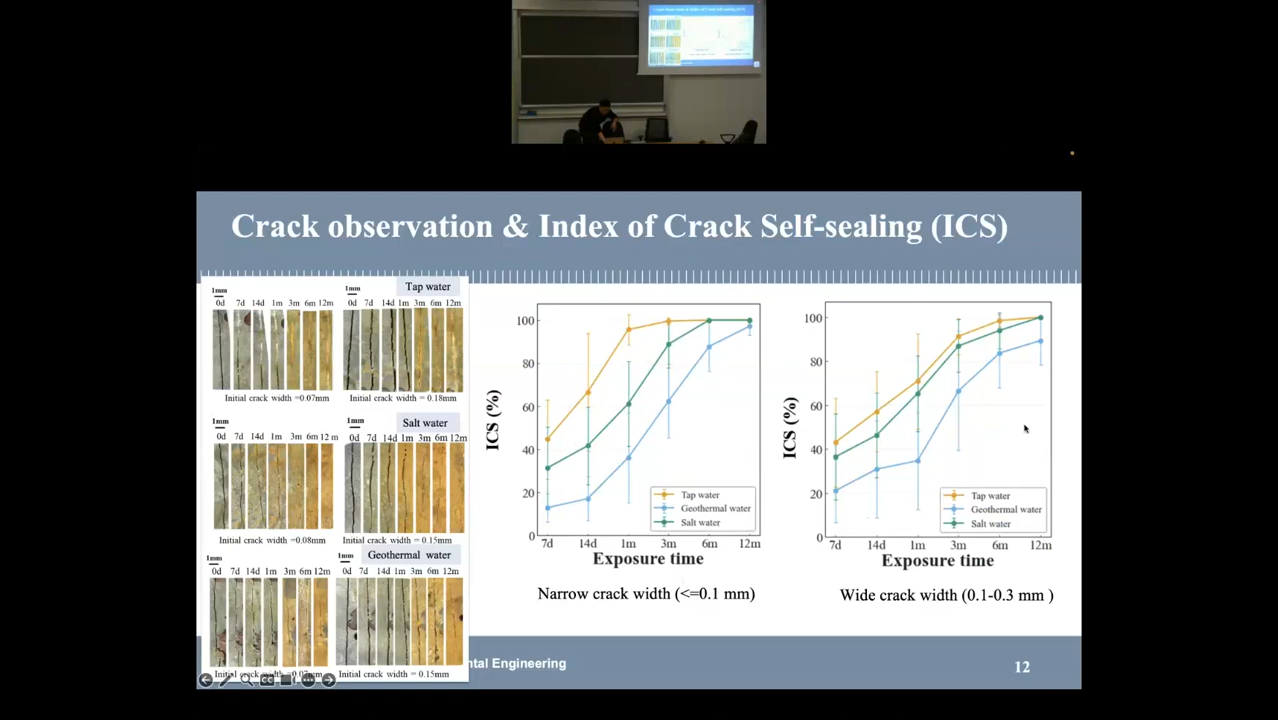 Crack observation & Index of Crack Self-sealing (ICS)
1mm
Tap water
0d 7d 14d 1m 3m 6m 12m
Initial crack width =0.07mm
1mm
0d 7d 14d 1m 3m 6m 12m
Initial crack width = 0.18mm
1mm
Salt water
0d 7d 14d 1m 3m 6m 12 m
Initial crack width =0.08mm
1mm
0d 7d 14d 1m 3m 6m 12m
Initial crack width = 0.15mm
1mm
Geothermal water
0d 7d 14d 1m 3m 6m 12m
Initial crack width =0.07mm
1mm
0d 7d 14d 1m 3m 6m 12m
Initial crack width = 0.15mm
ICS (%)
100
80
60
40
20
0
Tap water
Geothermal water
Salt water
7d 14d 1m 3m 6m 12m
Exposure time
Narrow crack width (<=0.1 mm)
ICS (%)
100
80
60
40
20
0
Tap water
Geothermal water
Salt water
7d 14d 1m 3m 6m 12m
Exposure time
Wide crack width (0.1-0.3 mm )
ntal Engineering
12